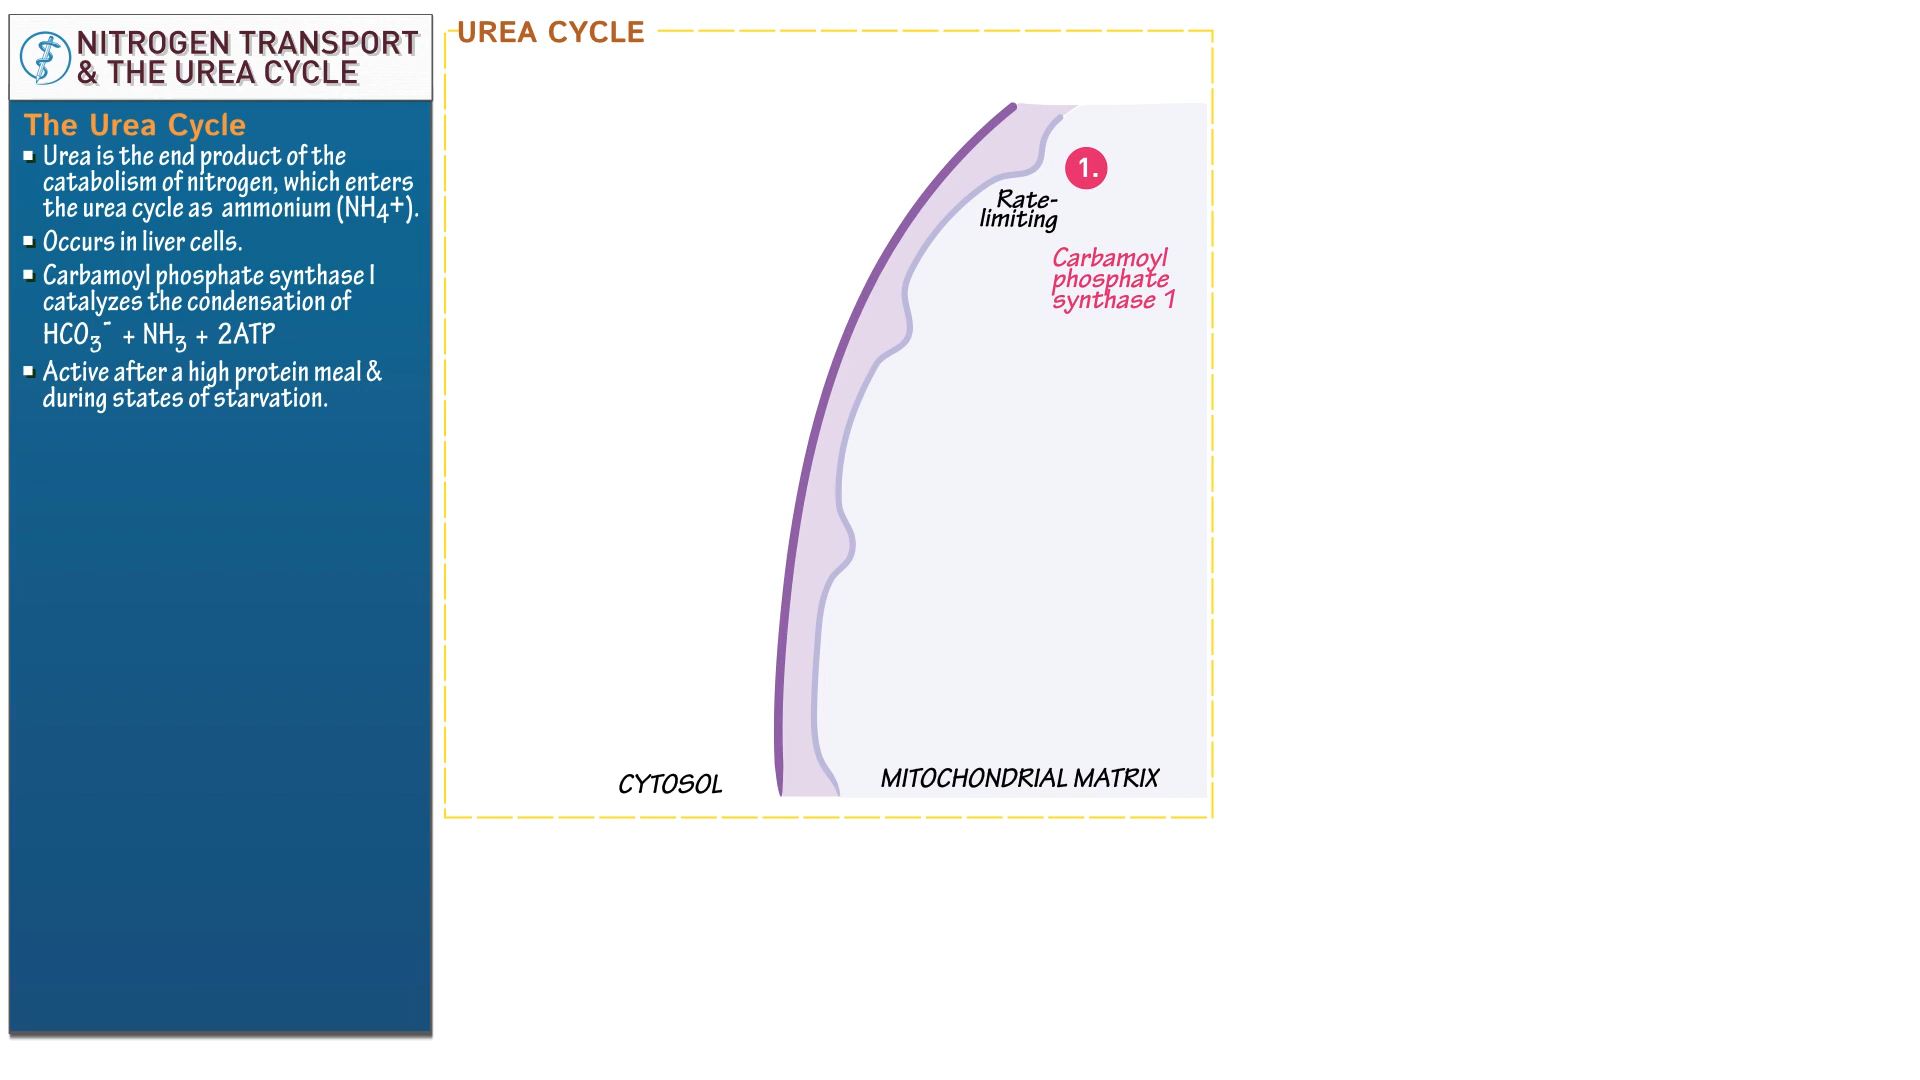 NITROGEN TRANSPORT
& THE UREA CYCLE
The Urea Cycle
Urea is the end product of the
catabolism of nitrogen, which enters
the urea cycle as ammonium (NH₄+).
Occurs in liver cells.
Carbamoyl phosphate synthase I
catalyzes the condensation of
HCO₃⁻ + NH₃ + 2ATP
Active after a high protein meal &
during states of starvation.
UREA CYCLE
1.
Rate-
limiting
Carbamoyl
phosphate
synthase 1
CYTOSOL
MITOCHONDRIAL MATRIX